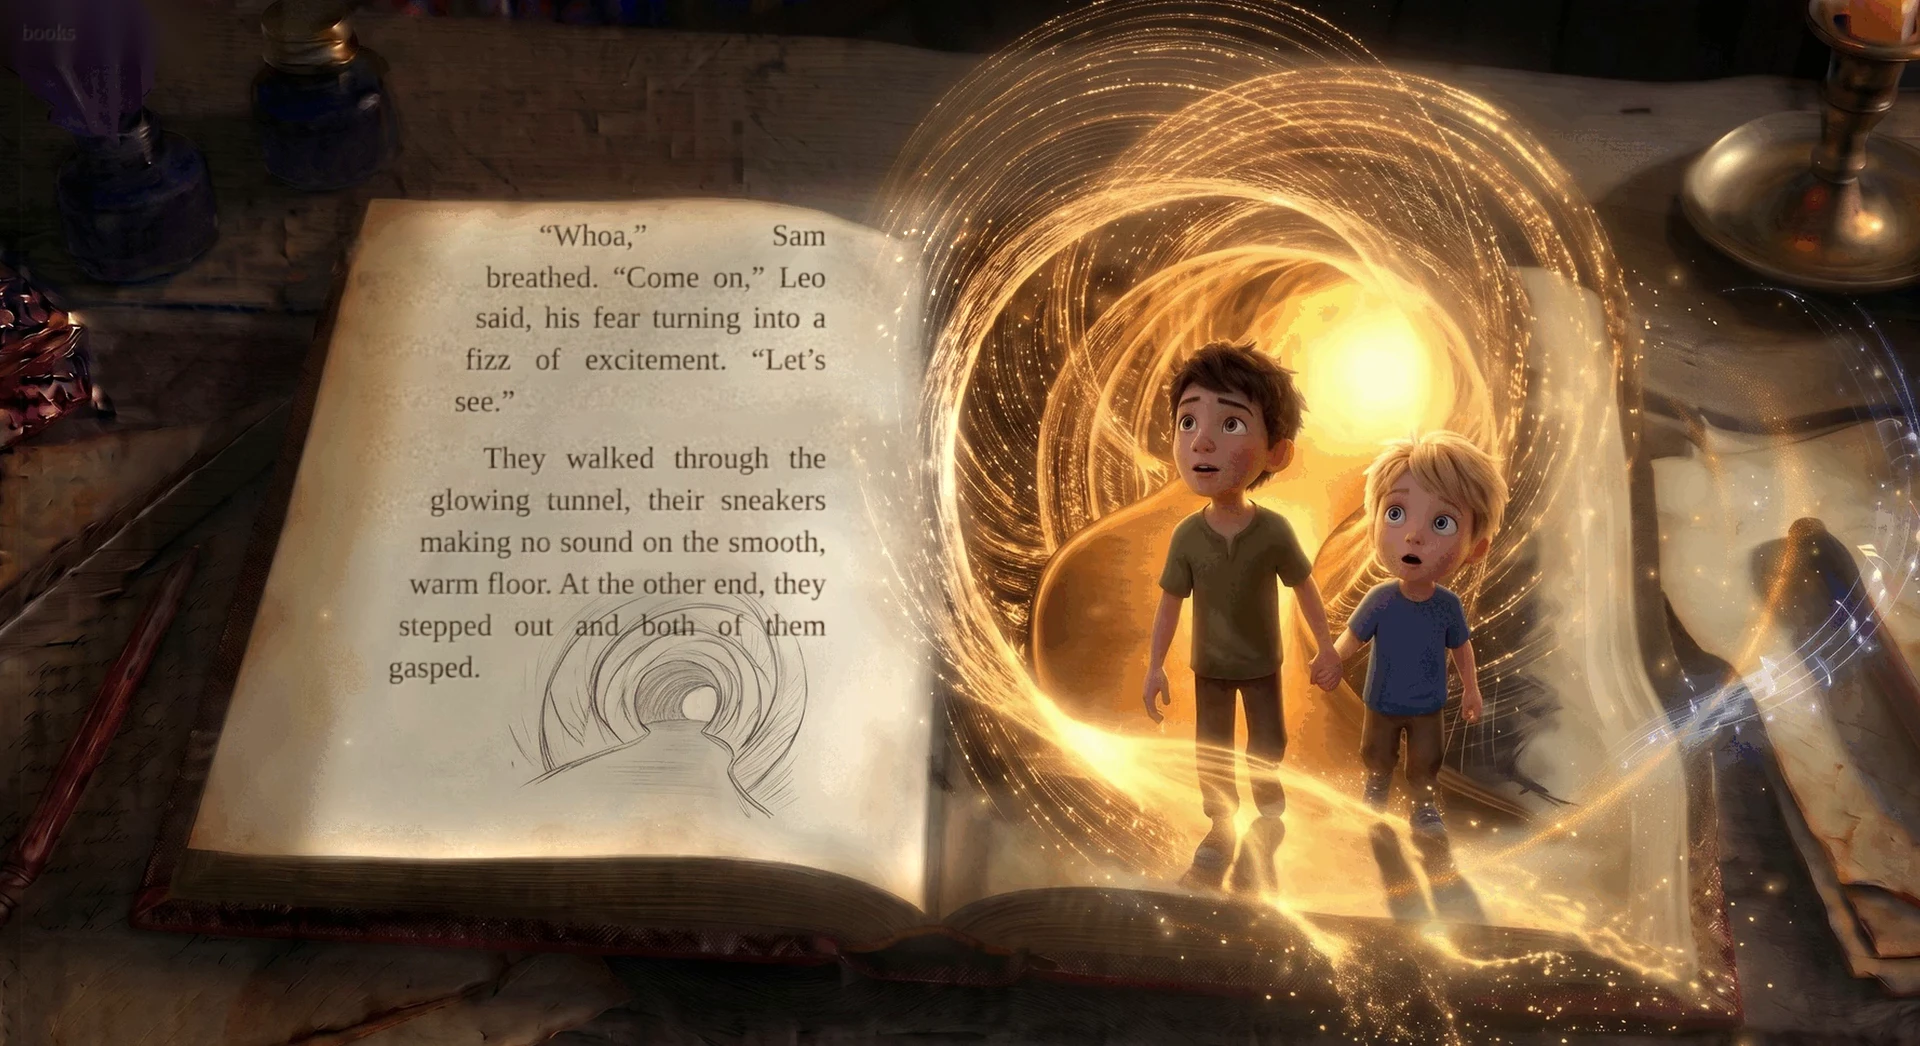 books
“Whoa,” Sam
breathed. “Come on,” Leo
said, his fear turning into a
fizz of excitement. “Let’s
see.”
They walked through the
glowing tunnel, their sneakers
making no sound on the smooth,
warm floor. At the other end, they
stepped out and both of them
gasped.